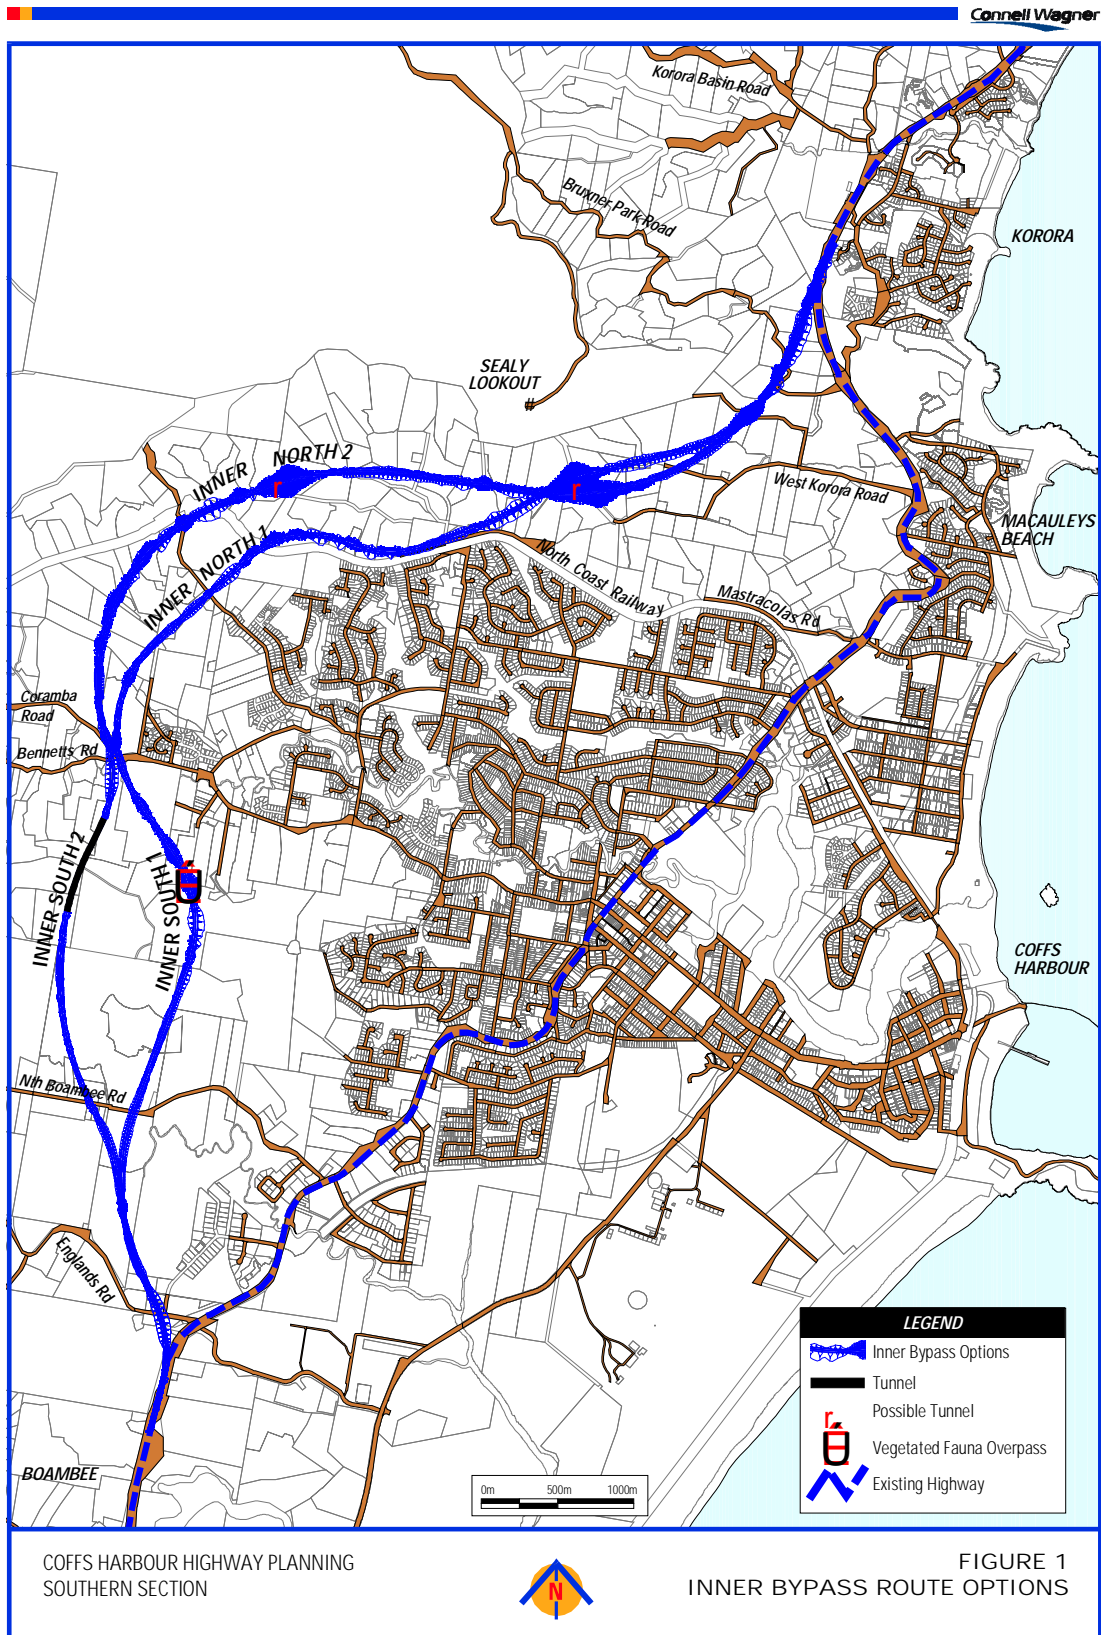 Connell Wagner
Korora Basin Road
Bruxner Park Road
KORORA
SEALY
LOOKOUT
INNER NORTH 2
r
r
West Korora Road
MACAULEYS
BEACH
INNER NORTH 1
North Coast Railway
Mastracolas Rd
Coramba
Road
Bennetts Rd
INNER SOUTH 2
INNER SOUTH 1
COFFS
HARBOUR
Nth Boambee Rd
Englands Rd
BOAMBEE
LEGEND
Inner Bypass Options
Tunnel
r Possible Tunnel
Vegetated Fauna Overpass
Existing Highway
0m 500m 1000m
COFFS HARBOUR HIGHWAY PLANNING
SOUTHERN SECTION
N
FIGURE 1
INNER BYPASS ROUTE OPTIONS